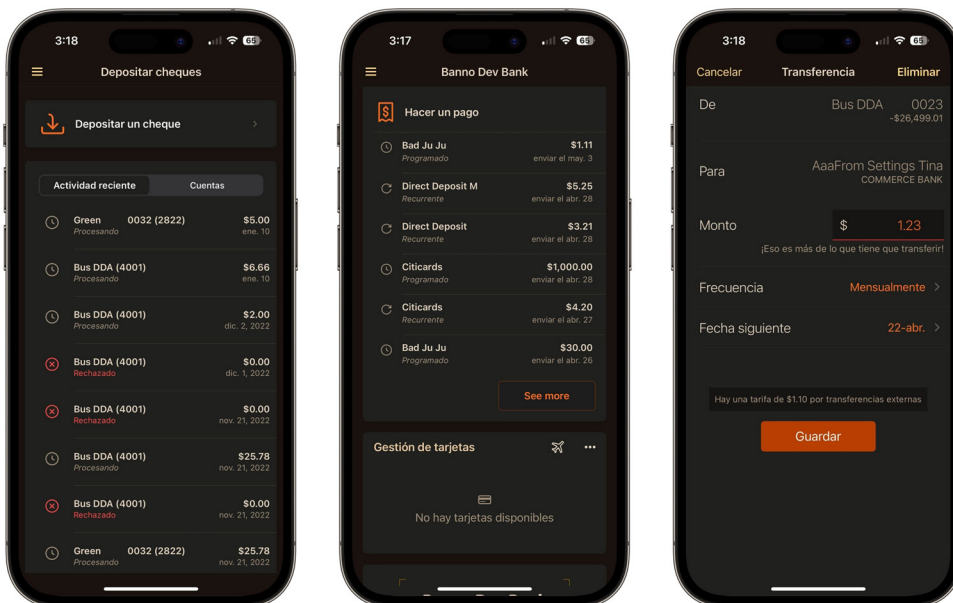 3:18
65
Depositar cheques
Depositar un cheque
Actividad reciente
Cuentas
Green 0032 (2822) $5.00
Procesando ene. 10
Bus DDA (4001) $6.66
Procesando ene. 10
Bus DDA (4001) $2.00
Procesando dic. 2, 2022
Bus DDA (4001) $0.00
Rechazado dic. 1, 2022
Bus DDA (4001) $0.00
Rechazado nov. 21, 2022
Bus DDA (4001) $25.78
Procesando nov. 21, 2022
Bus DDA (4001) $0.00
Rechazado nov. 21, 2022
Green 0032 (2822) $25.78
Procesando nov. 21, 2022
3:17
65
Banno Dev Bank
Hacer un pago
Bad Ju Ju $1.11
Programado enviar el may. 3
Direct Deposit M $5.25
Recurrente enviar el abr. 28
Direct Deposit $3.21
Recurrente enviar el abr. 28
Citicards $1,000.00
Programado enviar el abr. 28
Citicards $4.20
Recurrente enviar el abr. 27
Bad Ju Ju $30.00
Programado enviar el abr. 26
See more
Gestión de tarjetas
No hay tarjetas disponibles
3:18
65
Cancelar Transferencia Eliminar
De Bus DDA 0023
-$26,499.01
Para AaaFrom Settings Tina
COMMERCE BANK
Monto $ 1.23
¡Eso es más de lo que tiene que transferir!
Frecuencia Mensualmente
Fecha siguiente 22-abr.
Hay una tarifa de $1.10 por transferencias externas
Guardar